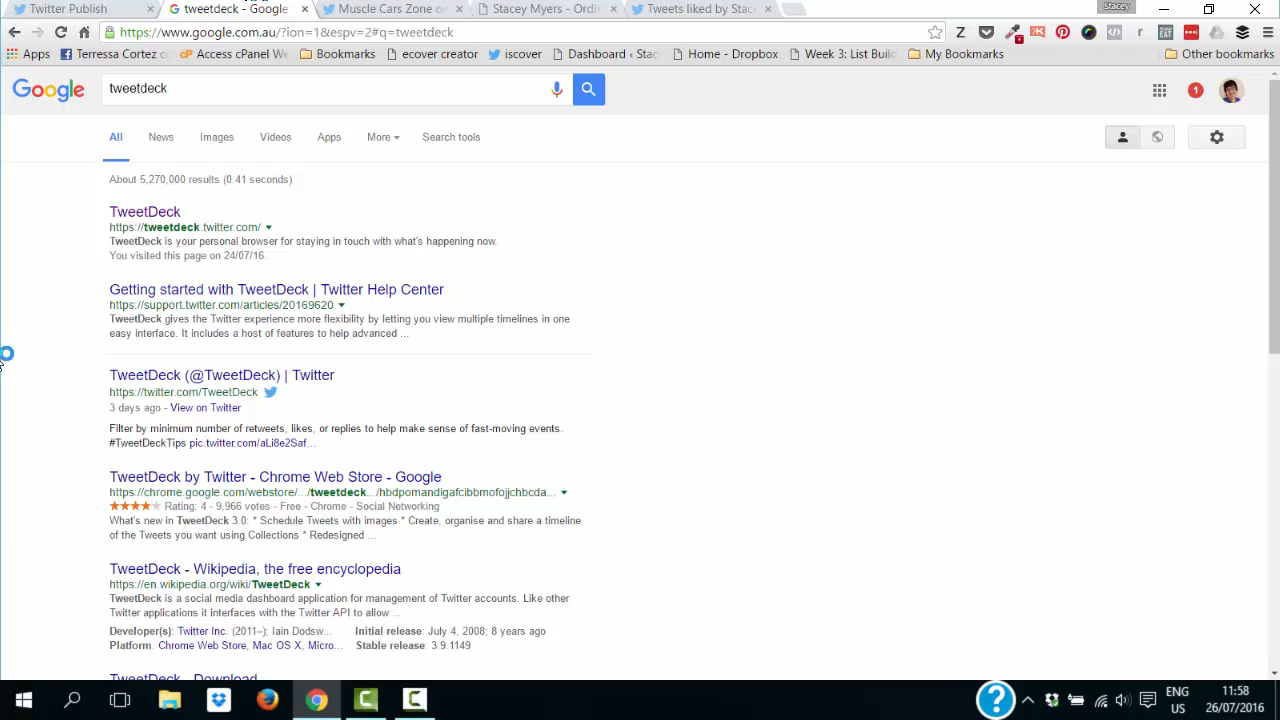 Twitter Publish
tweetdeck - Google
Muscle Cars Zone on
Stacey Myers - Ordin
Tweets liked by Stace
Stacey
https://www.google.com.au/?ion=1&espv=2#q=tweetdeck
Apps
Teressa Cortez c
Access cPanel We
Bookmarks
ecover creator
iscover
Dashboard ‹ Stac
Home - Dropbox
Week 3: List Build
My Bookmarks
Other bookmarks
Google
tweetdeck
1
All
News
Images
Videos
Apps
More
Search tools
About 5,270,000 results (0.41 seconds)
TweetDeck
https://tweetdeck.twitter.com/
TweetDeck is your personal browser for staying in touch with what's happening now.
You visited this page on 24/07/16.
Getting started with TweetDeck | Twitter Help Center
https://support.twitter.com/articles/20169620
TweetDeck gives the Twitter experience more flexibility by letting you view multiple timelines in one
easy interface. It includes a host of features to help advanced ...
TweetDeck (@TweetDeck) | Twitter
https://twitter.com/TweetDeck
3 days ago - View on Twitter
Filter by minimum number of retweets, likes, or replies to help make sense of fast-moving events.
#TweetDeckTips pic.twitter.com/aLi8e2Saf...
TweetDeck by Twitter - Chrome Web Store - Google
https://chrome.google.com/webstore/.../tweetdeck.../hbdpomandigafcibbmofojjchbcda...
Rating: 4 - 9,966 votes - Free - Chrome - Social Networking
What's new in TweetDeck 3.0: * Schedule Tweets with images * Create, organise and share a timeline
of the Tweets you want using Collections * Redesigned ...
TweetDeck - Wikipedia, the free encyclopedia
https://en.wikipedia.org/wiki/TweetDeck
TweetDeck is a social media dashboard application for management of Twitter accounts. Like other
Twitter applications it interfaces with the Twitter API to allow ...
Developer(s): Twitter Inc. (2011–); Iain Dodsw... Initial release: July 4, 2008; 8 years ago
Platform: Chrome Web Store, Mac OS X, Micro... Stable release: 3.9.1149
TweetDeck - Download
ENG
US
11:58
26/07/2016